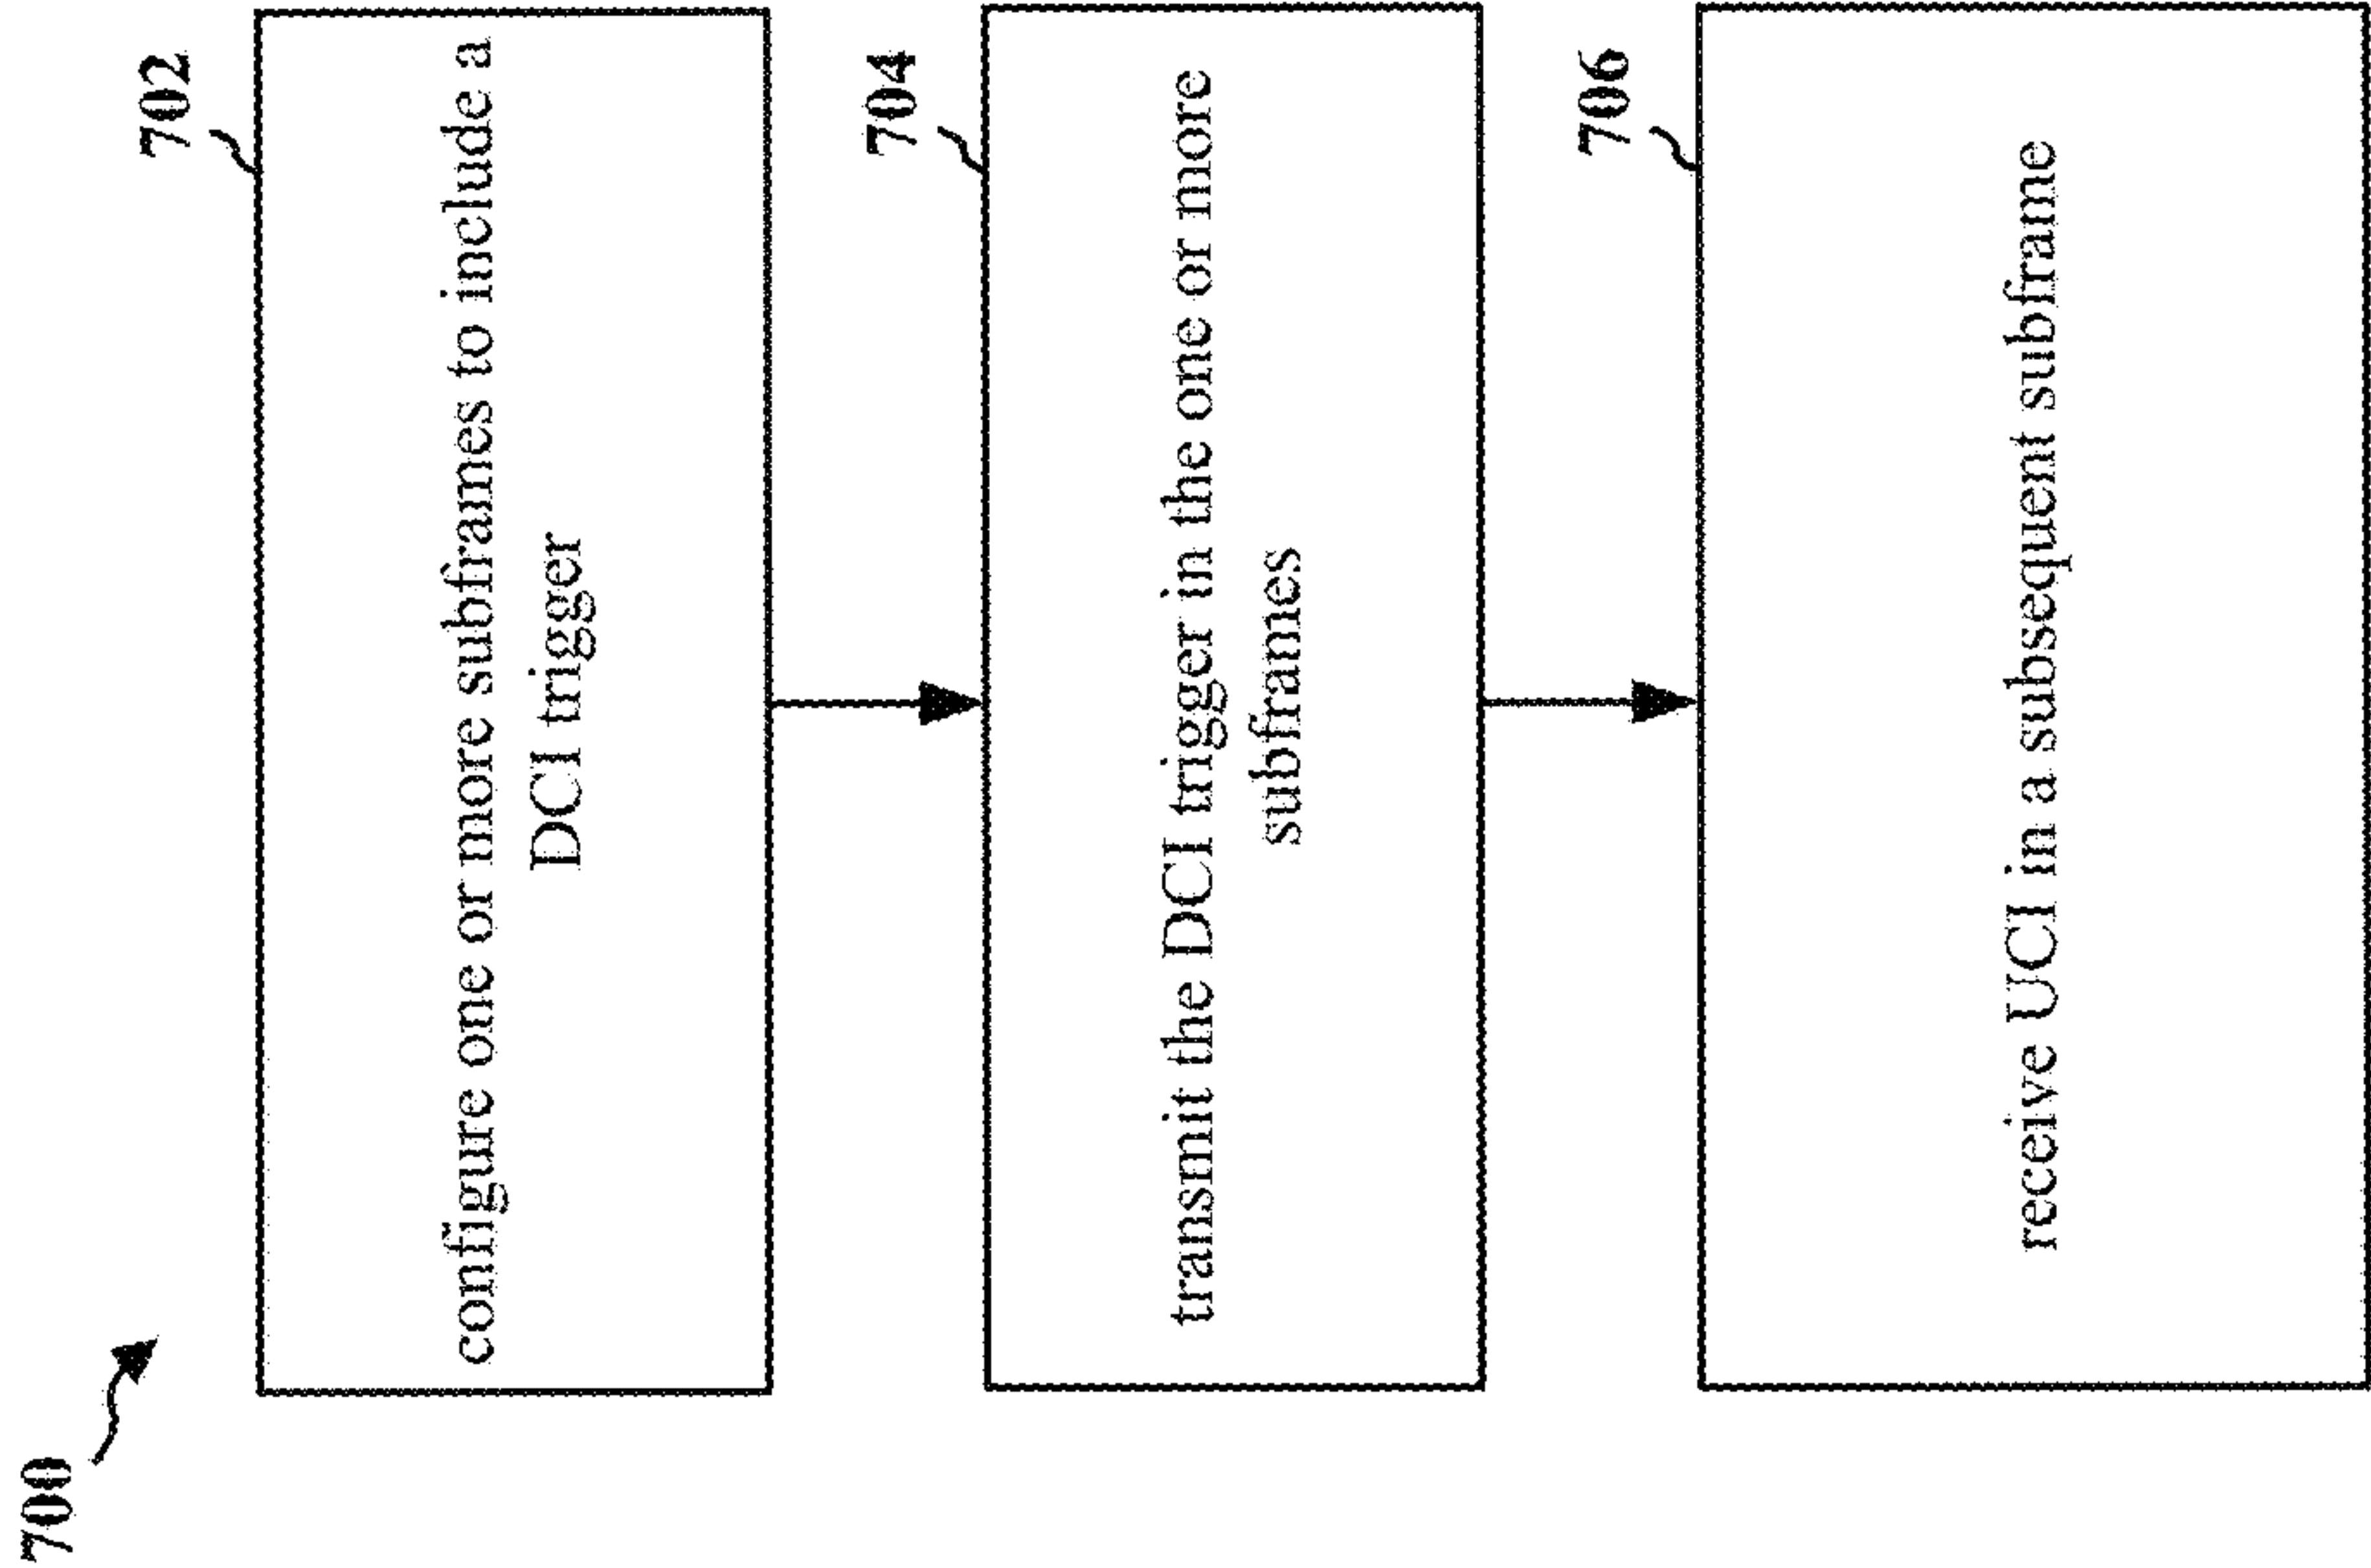 700
702
configure one or more subframes to include a
DCI trigger
704
transmit the DCI trigger in the one or more
subframes
706
receive UCI in a subsequent subframe